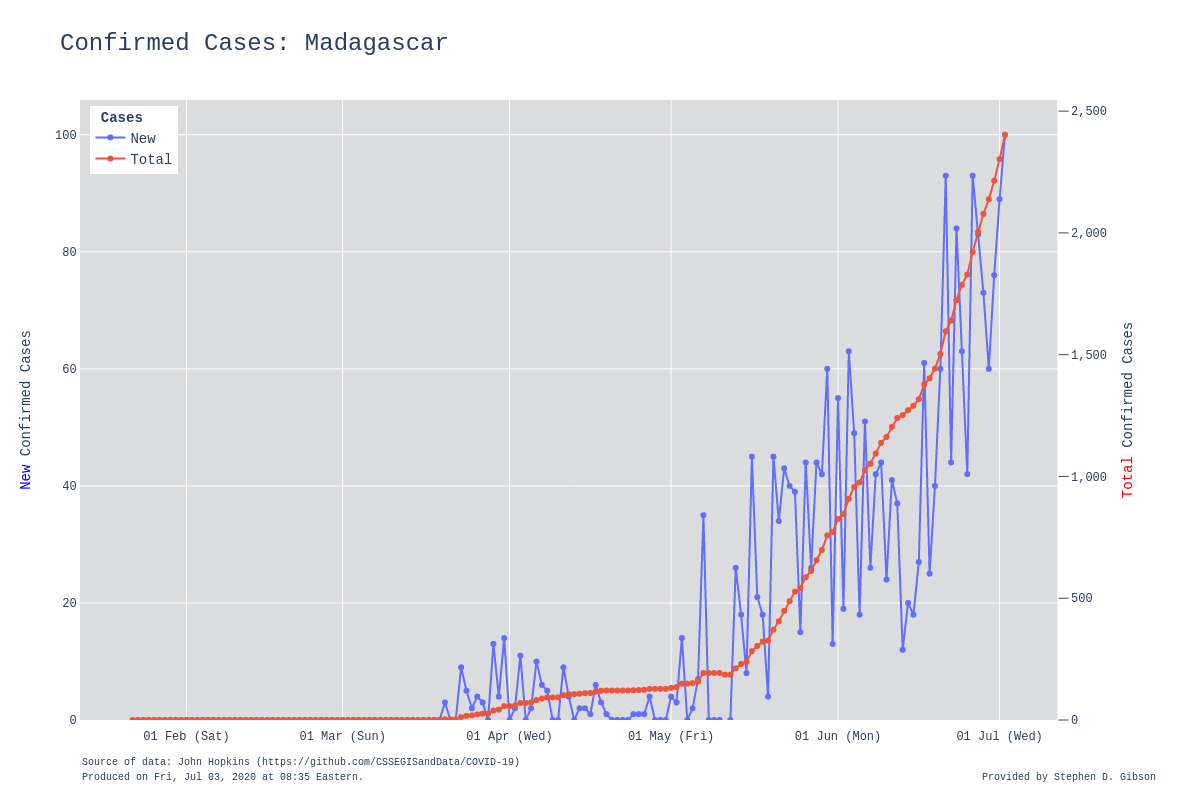 Confirmed Cases: Madagascar
Cases
New
Total
100
80
60
40
20
0
2,500
2,000
1,500
1,000
500
0
New Confirmed Cases
Total Confirmed Cases
01 Feb (Sat)
01 Mar (Sun)
01 Apr (Wed)
01 May (Fri)
01 Jun (Mon)
01 Jul (Wed)
Source of data: John Hopkins (https://github.com/CSSEGISandData/COVID-19)
Produced on Fri, Jul 03, 2020 at 08:35 Eastern.
Provided by Stephen D. Gibson